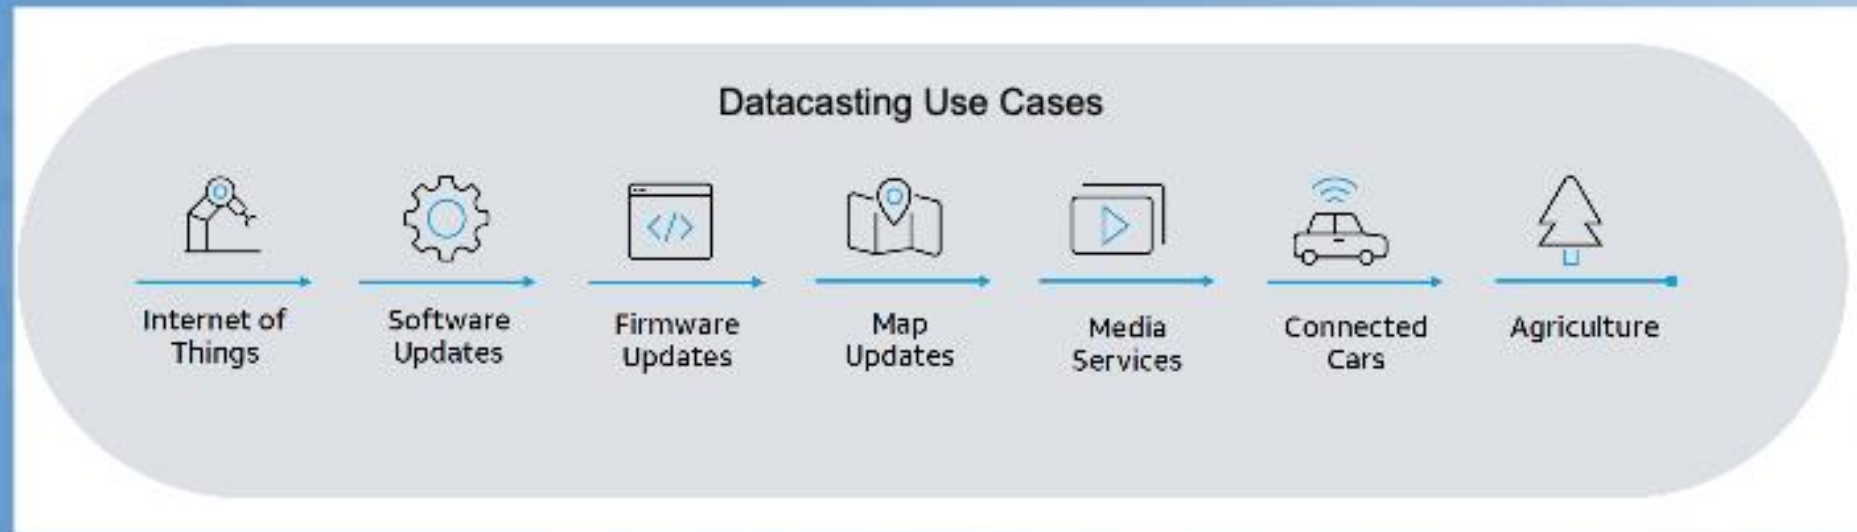 Datacasting Use Cases
Internet of
Things
Software
Updates
</>
Firmware
Updates
Map
Updates
Media
Services
Connected
Cars
Agriculture